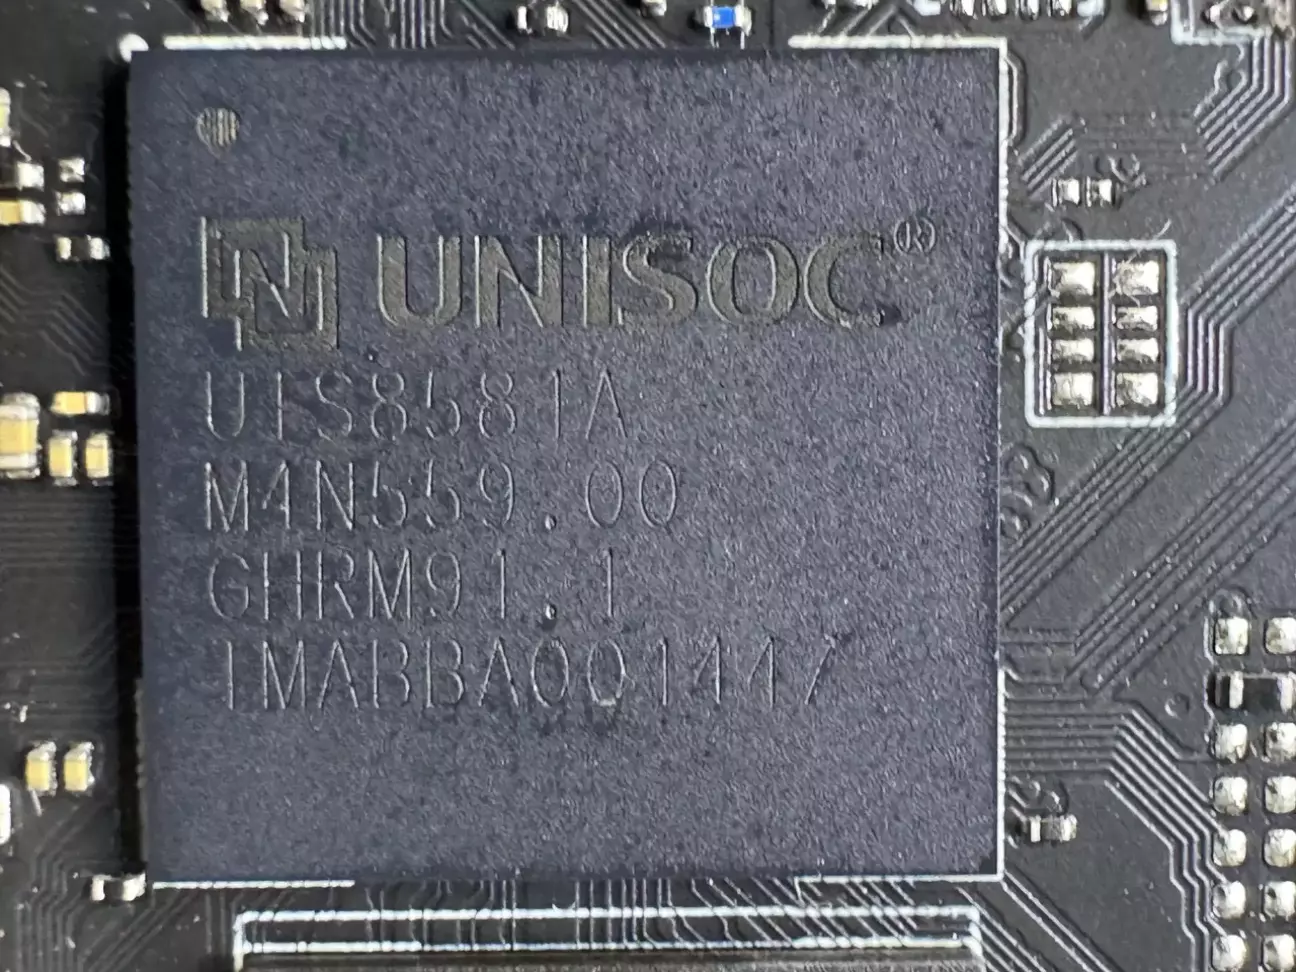 UNISOC®
UIS8581A
M4N559.00
GHRM91.1
1MABBA001447